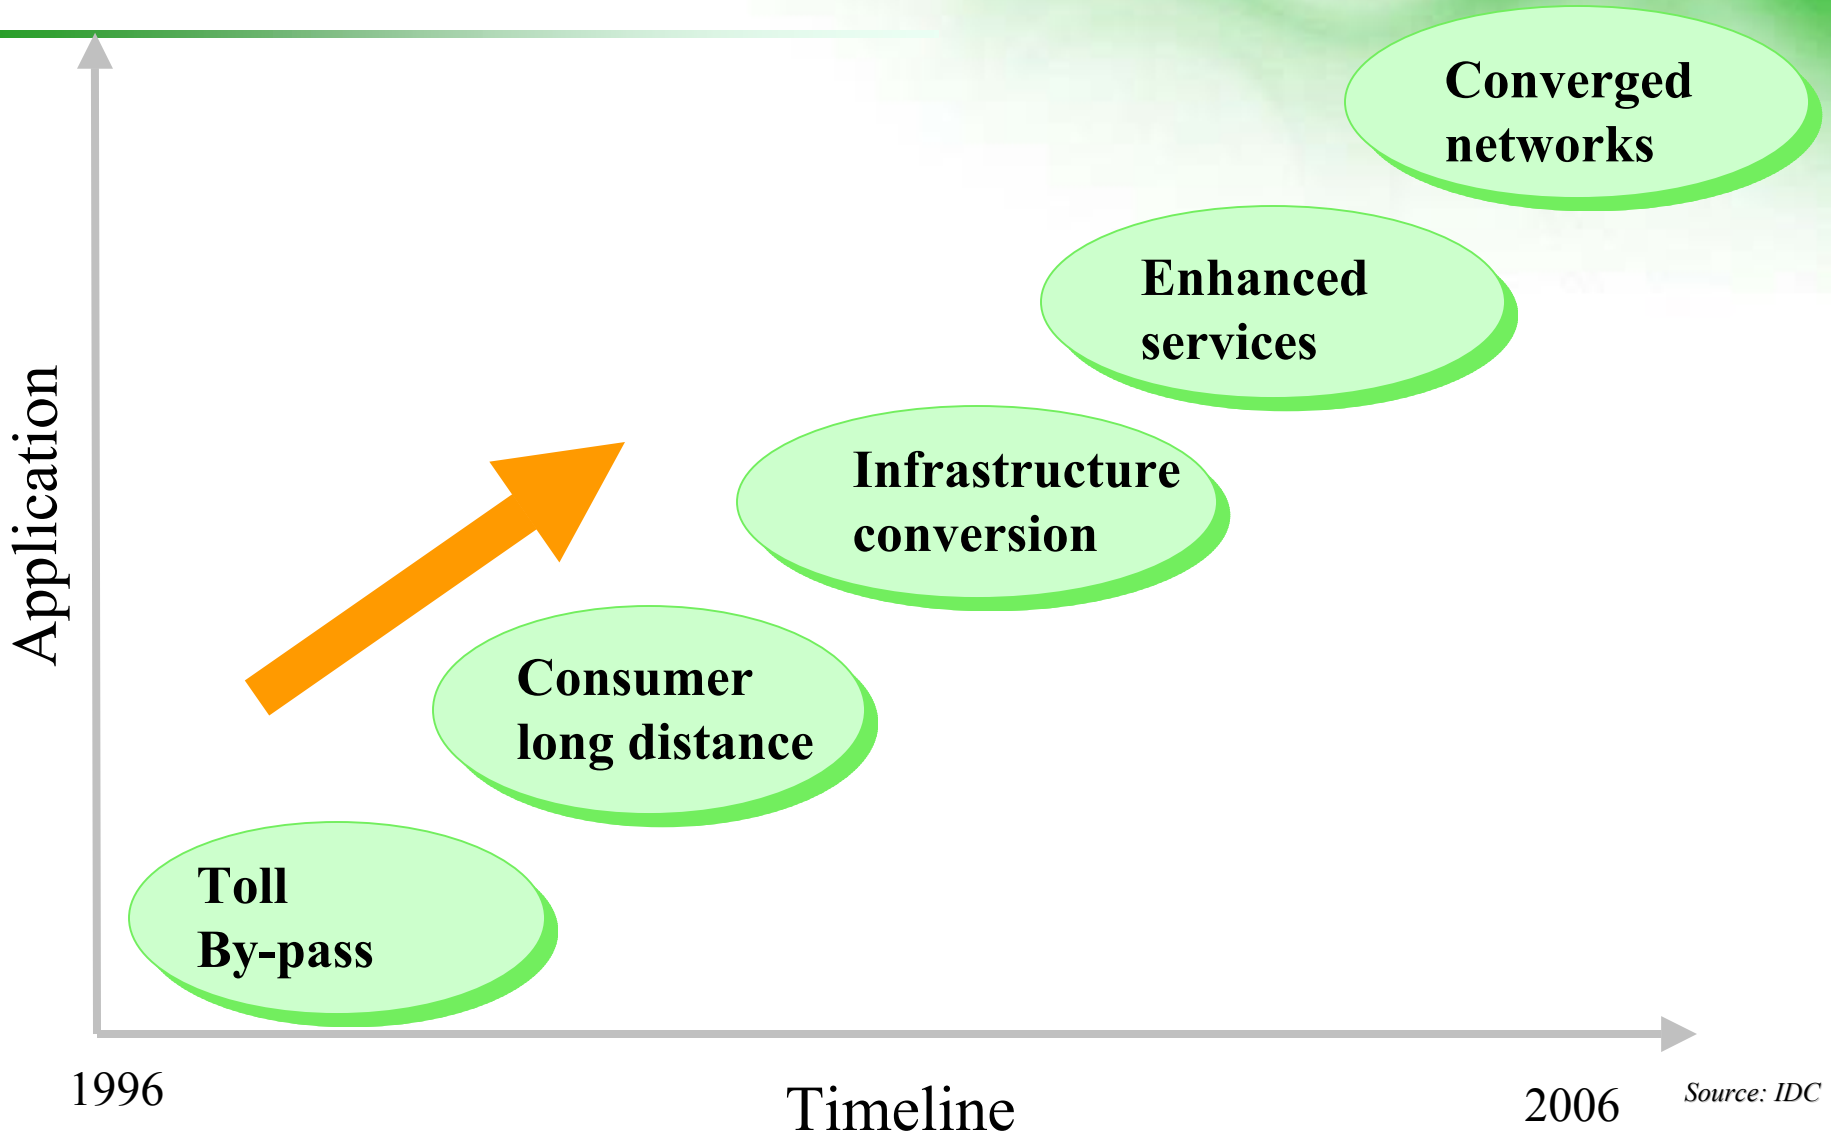 Converged
networks
Enhanced
services
Infrastructure
conversion
Consumer
long distance
Toll
By-pass
Application
1996
Timeline
2006
Source: IDC